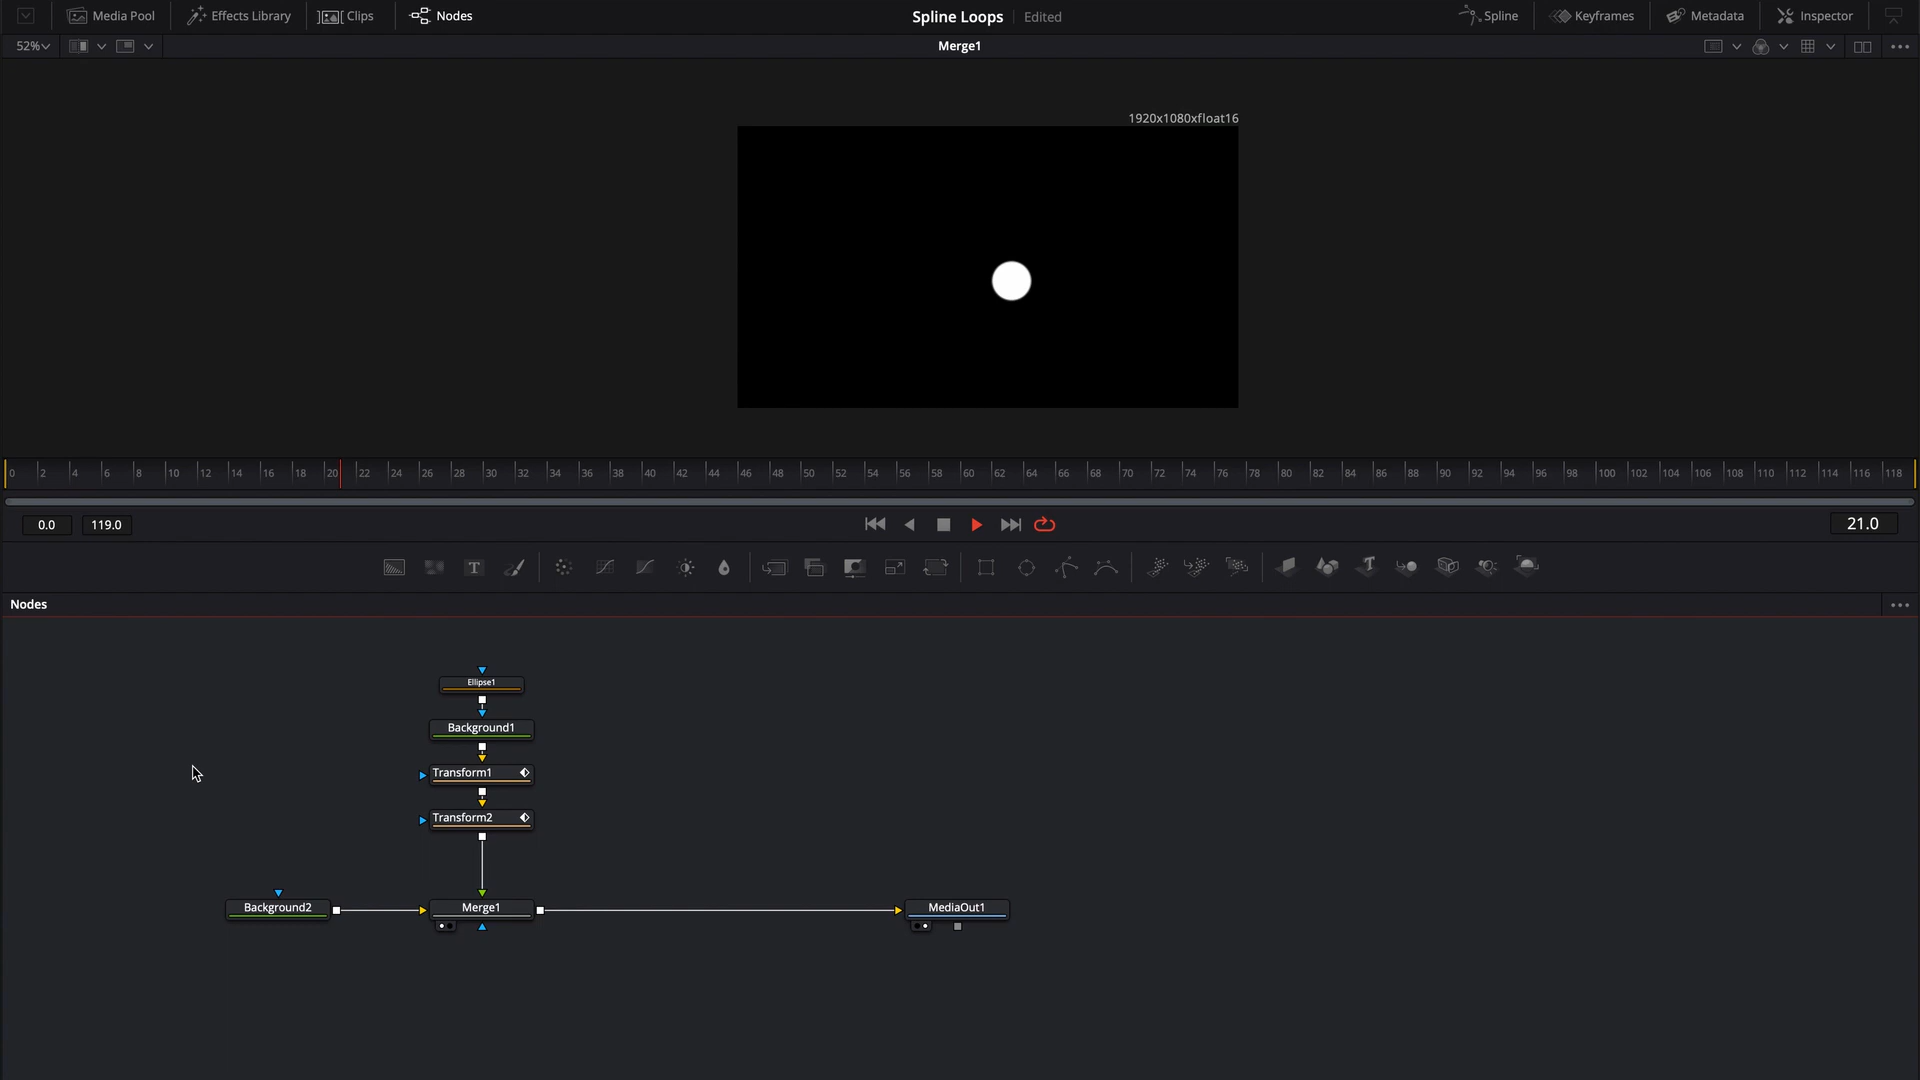 Media Pool Effects Library Clips Nodes Spline Loops Edited Spline Keyframes Metadata Inspector
52% Merge1
1920x1080xfloat16
0 2 4 6 8 10 12 14 16 18 20 22 24 26 28 30 32 34 36 38 40 42 44 46 48 50 52 54 56 58 60 62 64 66 68 70 72 74 76 78 80 82 84 86 88 90 92 94 96 98 100 102 104 106 108 110 112 114 116 118
0.0 119.0 21.0
T T
Nodes
Ellipse1
Background1
Transform1
Transform2
Background2 Merge1 MediaOut1